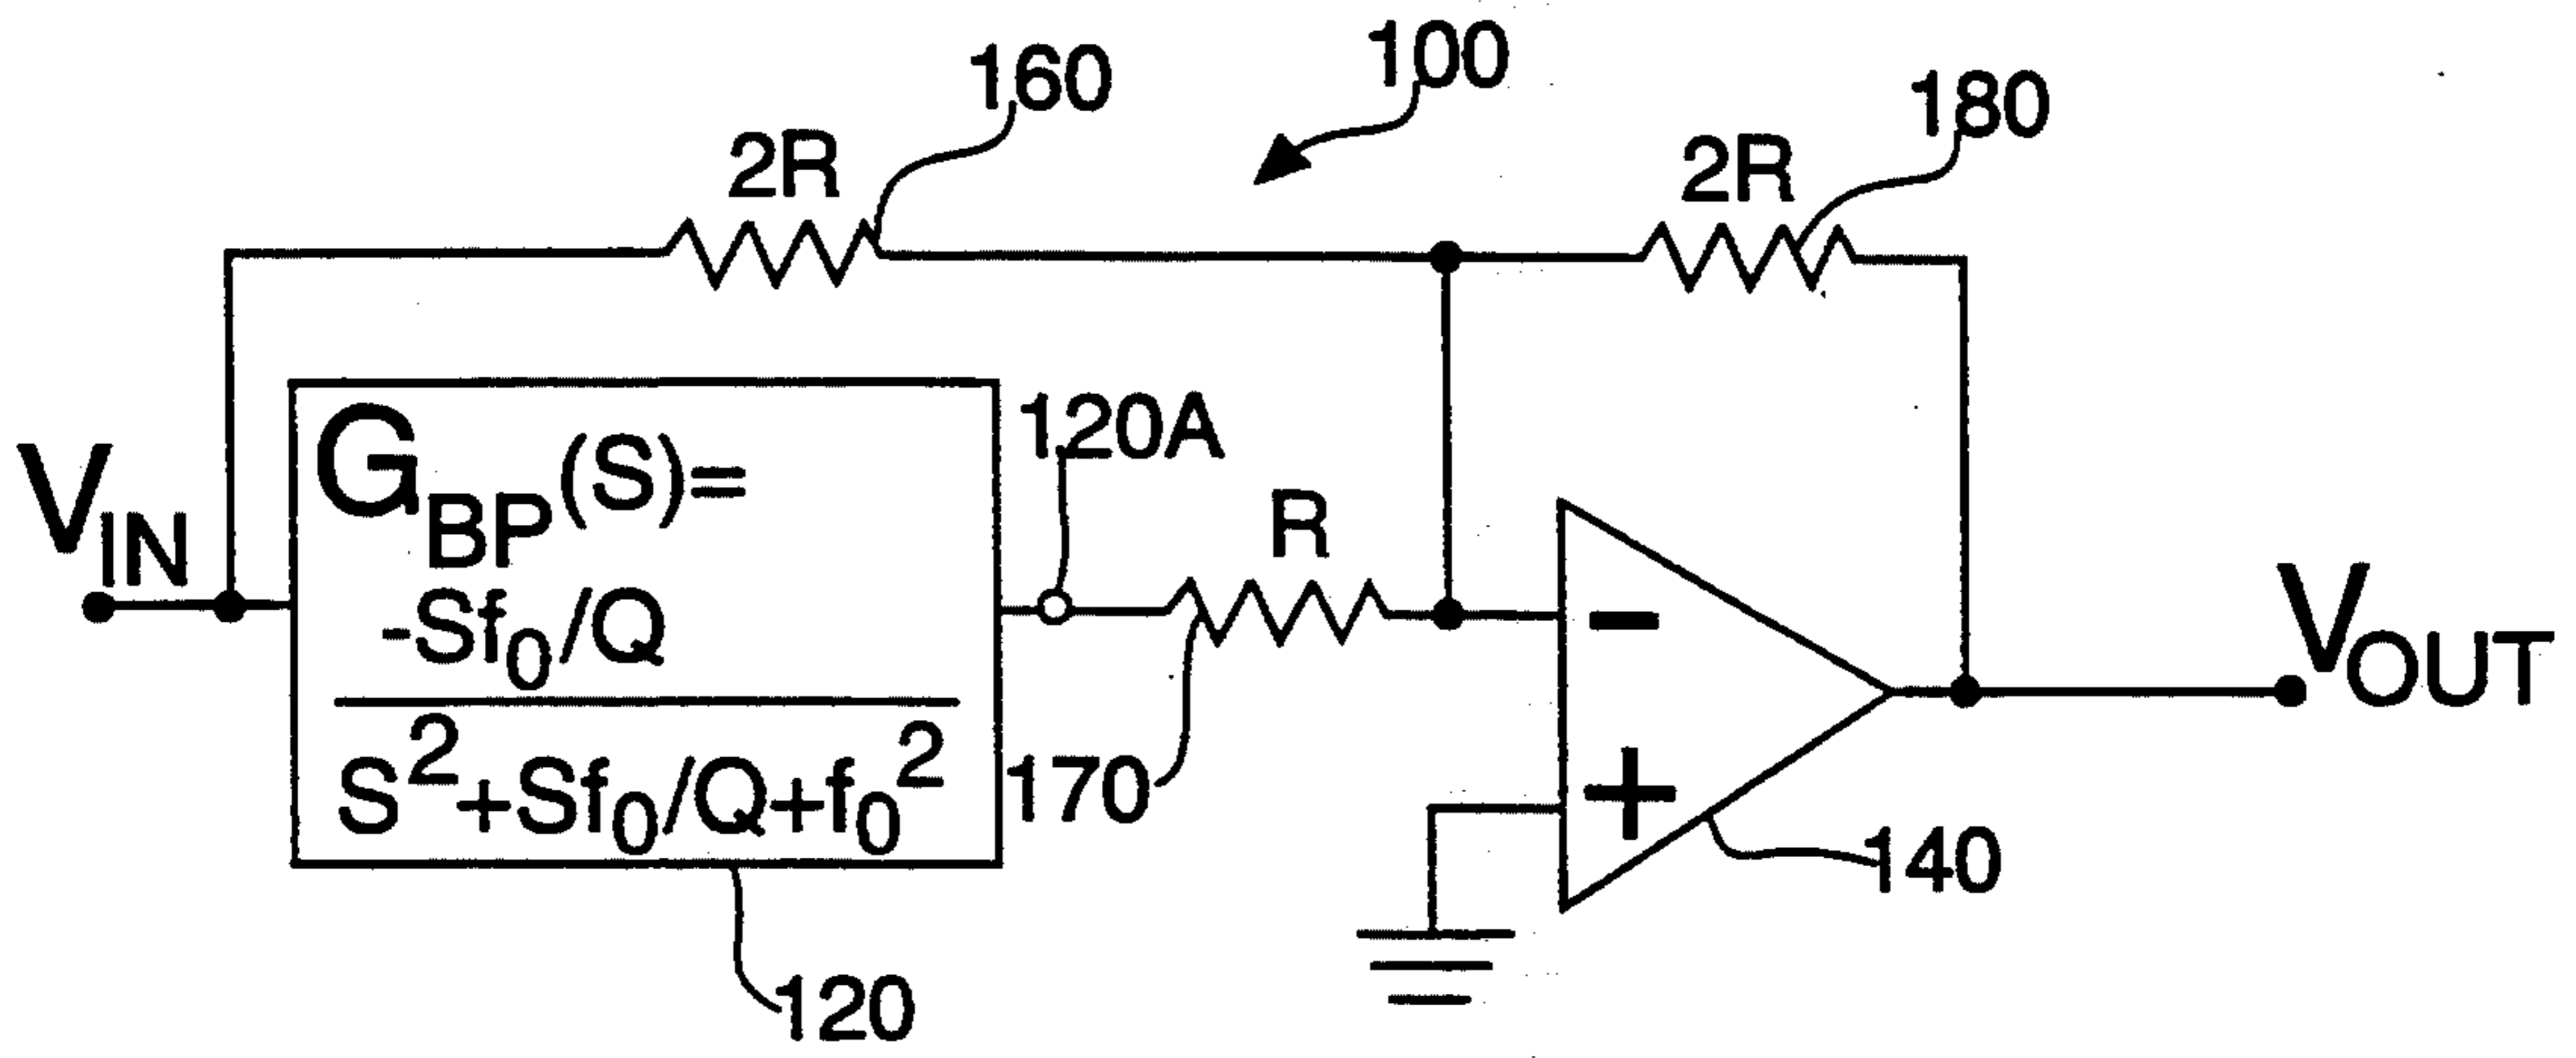 100
160
180
2R
2R
V_IN
G_BP(S)=
-Sf_0/Q
S^2+Sf_0/Q+f_0^2
120A
R
170
−
+
V_OUT
140
120